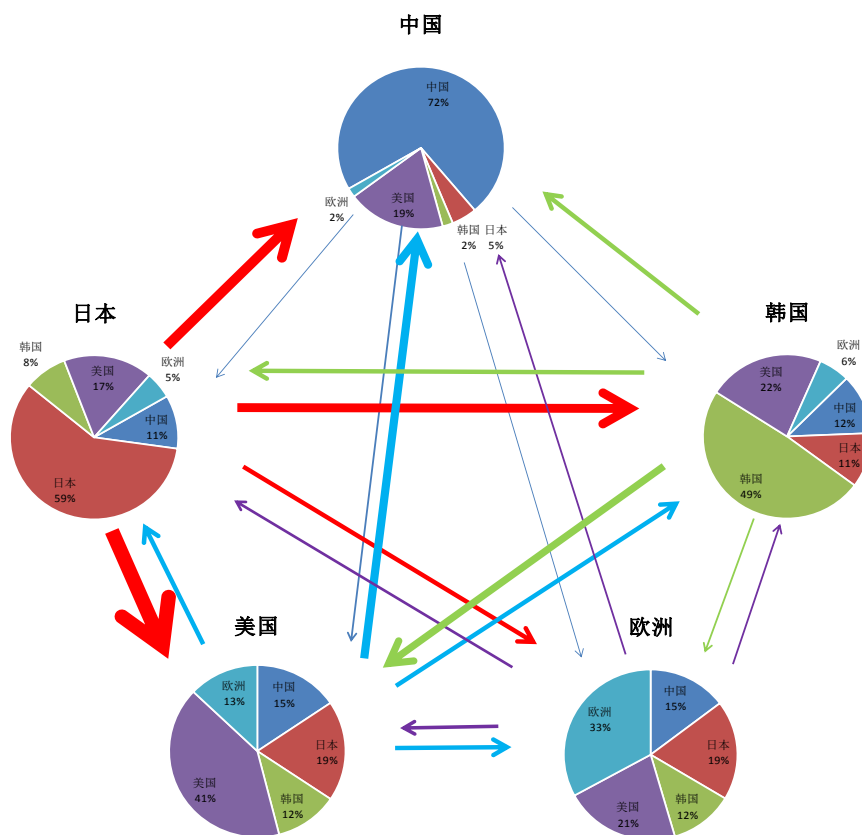 中国
中国
72%
美国
19%
欧洲
2%
韩国
2%
日本
5%
日本
韩国
8%
美国
17%
欧洲
5%
中国
11%
日本
59%
韩国
欧洲
6%
美国
22%
中国
12%
日本
11%
韩国
49%
美国
欧洲
13%
中国
15%
日本
19%
美国
41%
韩国
12%
欧洲
中国
15%
欧洲
33%
日本
19%
美国
21%
韩国
12%